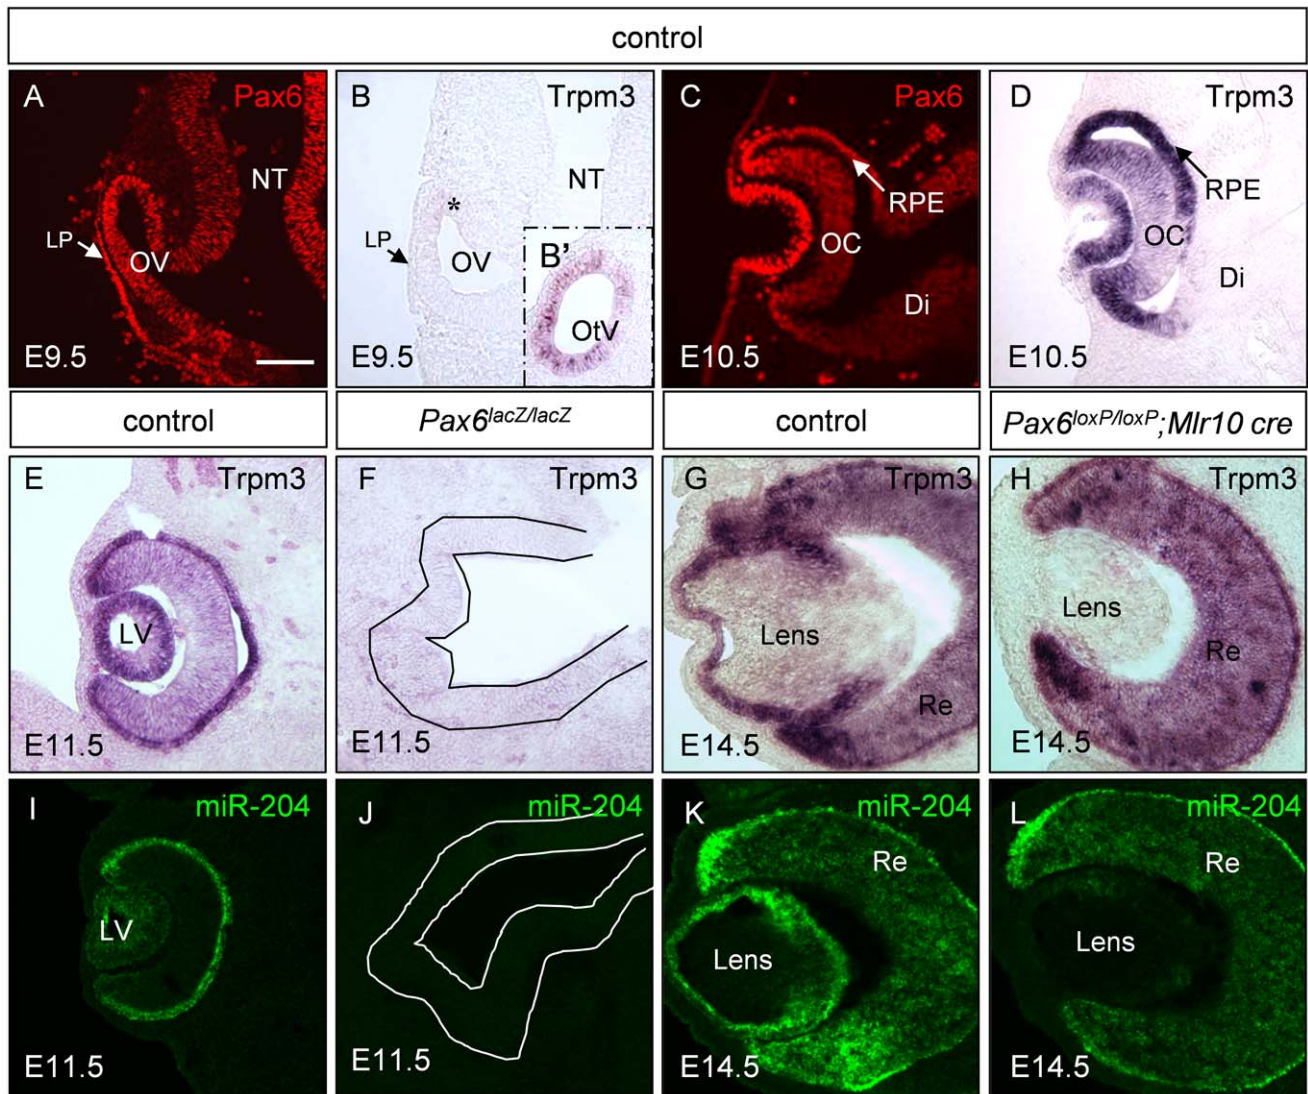 control
A Pax6
NT
LP
OV
E9.5
B Trpm3
NT
*
LP
OV
B’
OtV
E9.5
C Pax6
RPE
OC
Di
E10.5
D Trpm3
RPE
OC
Di
E10.5
control
Pax6lacZ/lacZ
control
Pax6loxP/loxP;Mlr10 cre
E Trpm3
LV
E11.5
F Trpm3
E11.5
G Trpm3
Lens
Re
E14.5
H Trpm3
Lens
Re
E14.5
I miR-204
LV
E11.5
J miR-204
E11.5
K miR-204
Re
Lens
E14.5
L miR-204
Re
Lens
E14.5